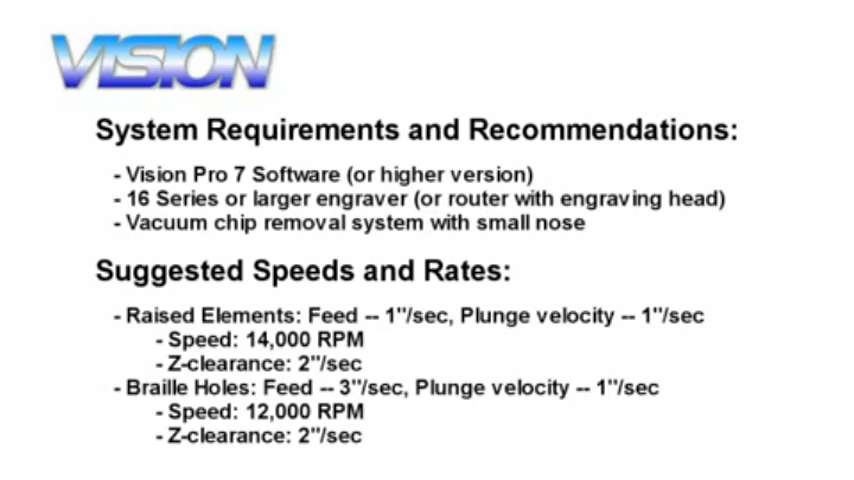 VISION
System Requirements and Recommendations:
- Vision Pro 7 Software (or higher version)
- 16 Series or larger engraver (or router with engraving head)
- Vacuum chip removal system with small nose
Suggested Speeds and Rates:
- Raised Elements: Feed -- 1"/sec, Plunge velocity -- 1"/sec
- Speed: 14,000 RPM
- Z-clearance: 2"/sec
- Braille Holes: Feed -- 3"/sec, Plunge velocity -- 1"/sec
- Speed: 12,000 RPM
- Z-clearance: 2"/sec